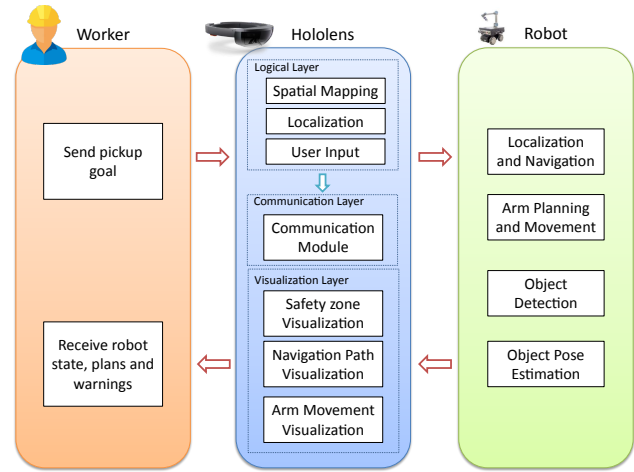 Worker
Send pickup
goal
Receive robot
state, plans and
warnings
Hololens
Logical Layer
Spatial Mapping
Localization
User Input
Communication Layer
Communication
Module
Visualization Layer
Safety zone
Visualization
Navigation Path
Visualization
Arm Movement
Visualization
Robot
Localization
and Navigation
Arm Planning
and Movement
Object
Detection
Object Pose
Estimation